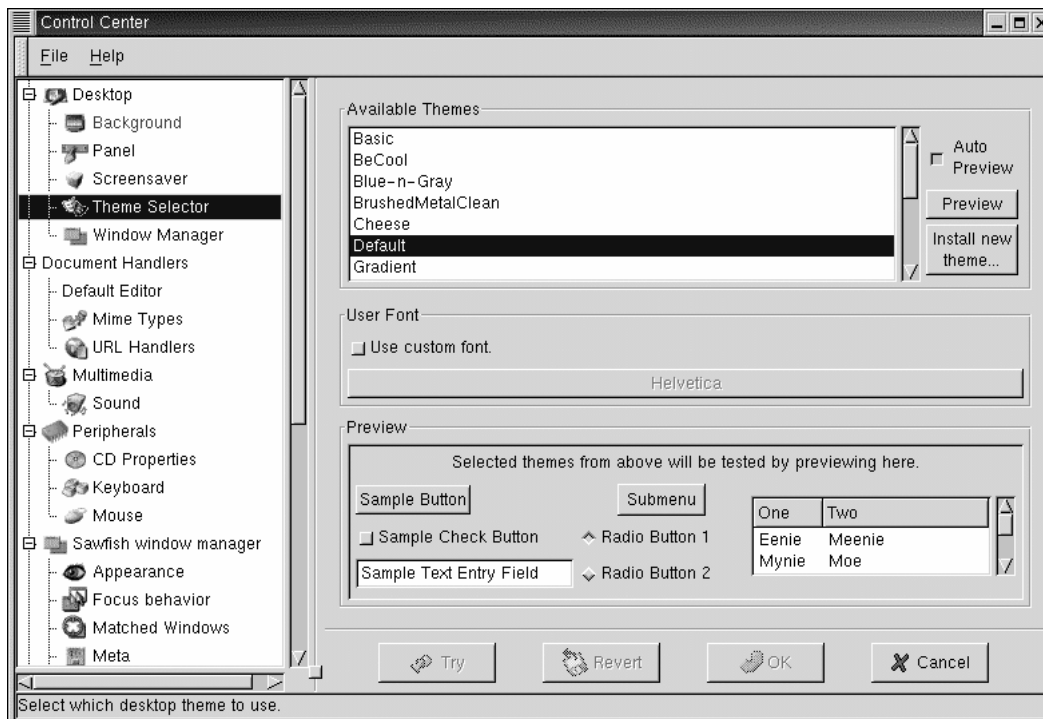 Control Center
File Help
Desktop
Background
Panel
Screensaver
Theme Selector
Window Manager
Document Handlers
Default Editor
Mime Types
URL Handlers
Multimedia
Sound
Peripherals
CD Properties
Keyboard
Mouse
Sawfish window manager
Appearance
Focus behavior
Matched Windows
Meta
Available Themes
Basic
BeCool
Blue-n-Gray
BrushedMetalClean
Cheese
Default
Gradient
Auto
Preview
Preview
Install new
theme...
User Font
Use custom font.
Helvetica
Preview
Selected themes from above will be tested by previewing here.
Sample Button
Submenu
Sample Check Button
Radio Button 1
Sample Text Entry Field
Radio Button 2
One Two
Eenie Meenie
Mynie Moe
Try
Revert
OK
Cancel
Select which desktop theme to use.